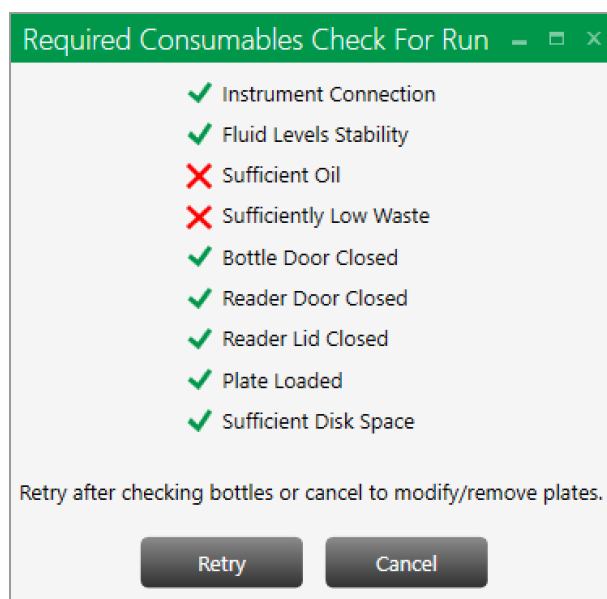 Required Consumables Check For Run
Instrument Connection
Fluid Levels Stability
Sufficient Oil
Sufficiently Low Waste
Bottle Door Closed
Reader Door Closed
Reader Lid Closed
Plate Loaded
Sufficient Disk Space
Retry after checking bottles or cancel to modify/remove plates.
Retry Cancel